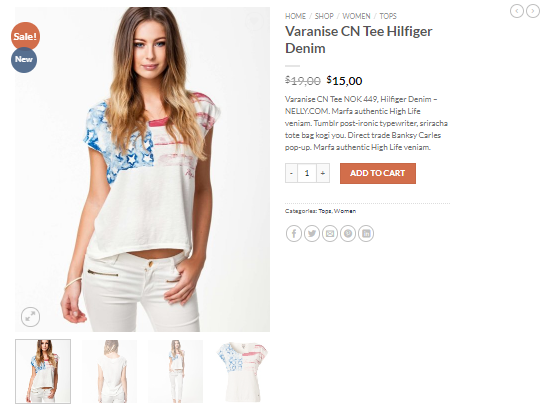 Sale!
New
HOME / SHOP / WOMEN / TOPS
Varanise CN Tee Hilfiger
Denim
$19,00 $15,00
Varanise CN Tee NOK 449, Hilfiger Denim –
NELLY.COM. Marfa authentic High Life
veniam. Tumblr post-ironic typewriter, sriracha
tote bag kogi you. Direct trade Banksy Carles
pop-up. Marfa authentic High Life veniam.
- 1 +
ADD TO CART
Categories: Tops, Women